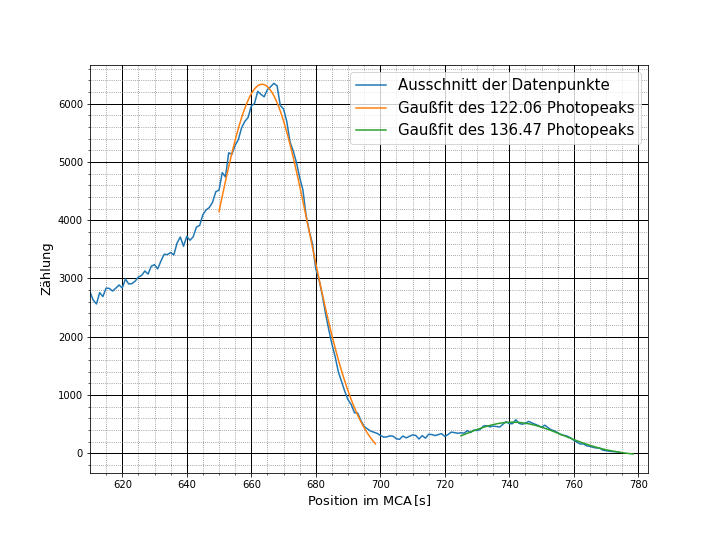 Ausschnitt der Datenpunkte
Gaußfit des 122.06 Photopeaks
Gaußfit des 136.47 Photopeaks
Zählung
6000
5000
4000
3000
2000
1000
0
620 640 660 680 700 720 740 760 780
Position im MCA [s]